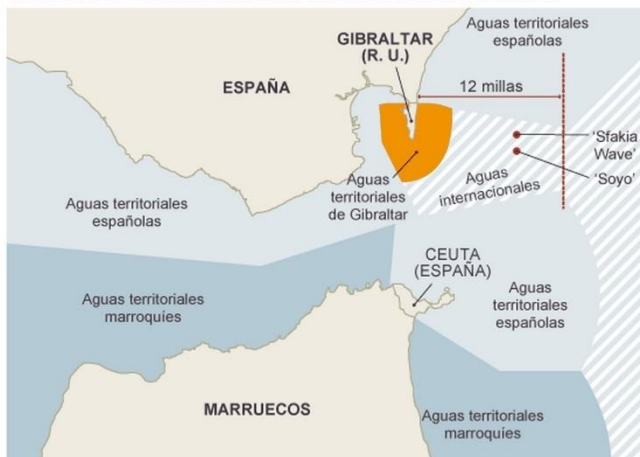 Aguas territoriales
españolas
GIBRALTAR
(R. U.)
12 millas
ESPAÑA
'Sfakia
Wave'
'Soyo'
Aguas
internacionales
Aguas
territoriales
de Gibraltar
Aguas territoriales
españolas
CEUTA
(ESPAÑA)
Aguas
territoriales
españolas
Aguas territoriales
marroquíes
MARRUECOS
Aguas territoriales
marroquíes